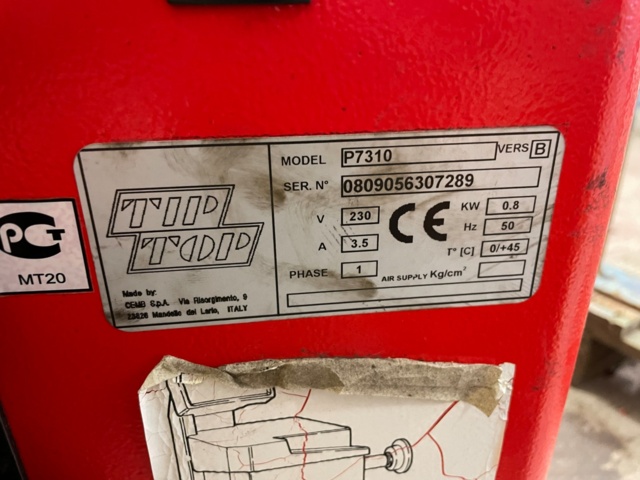 MODEL P7310 VERS B
SER. N° 0809056307289
V 230 CE KW 0.8
Hz 50
A 3.5 T° [C] 0/+45
PHASE 1 AIR SUPPLY Kg/cm²
TIP
TOP
Made by:
CEMB S.p.A. Via Risorgimento, 9
23826 Mandello del Lario, ITALY
PCT
MT20